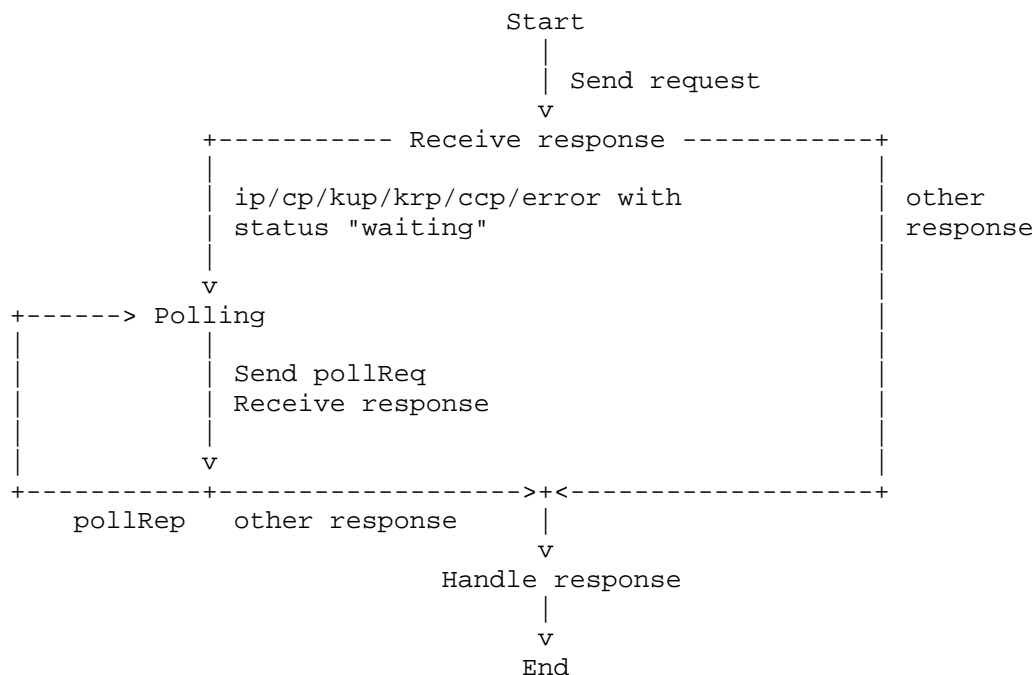 Start
Send request
v
Receive response
ip/cp/kup/krp/ccp/error with
status "waiting"
other
response
v
Polling
Send pollReq
Receive response
v
pollRep
other response
v
Handle response
v
End